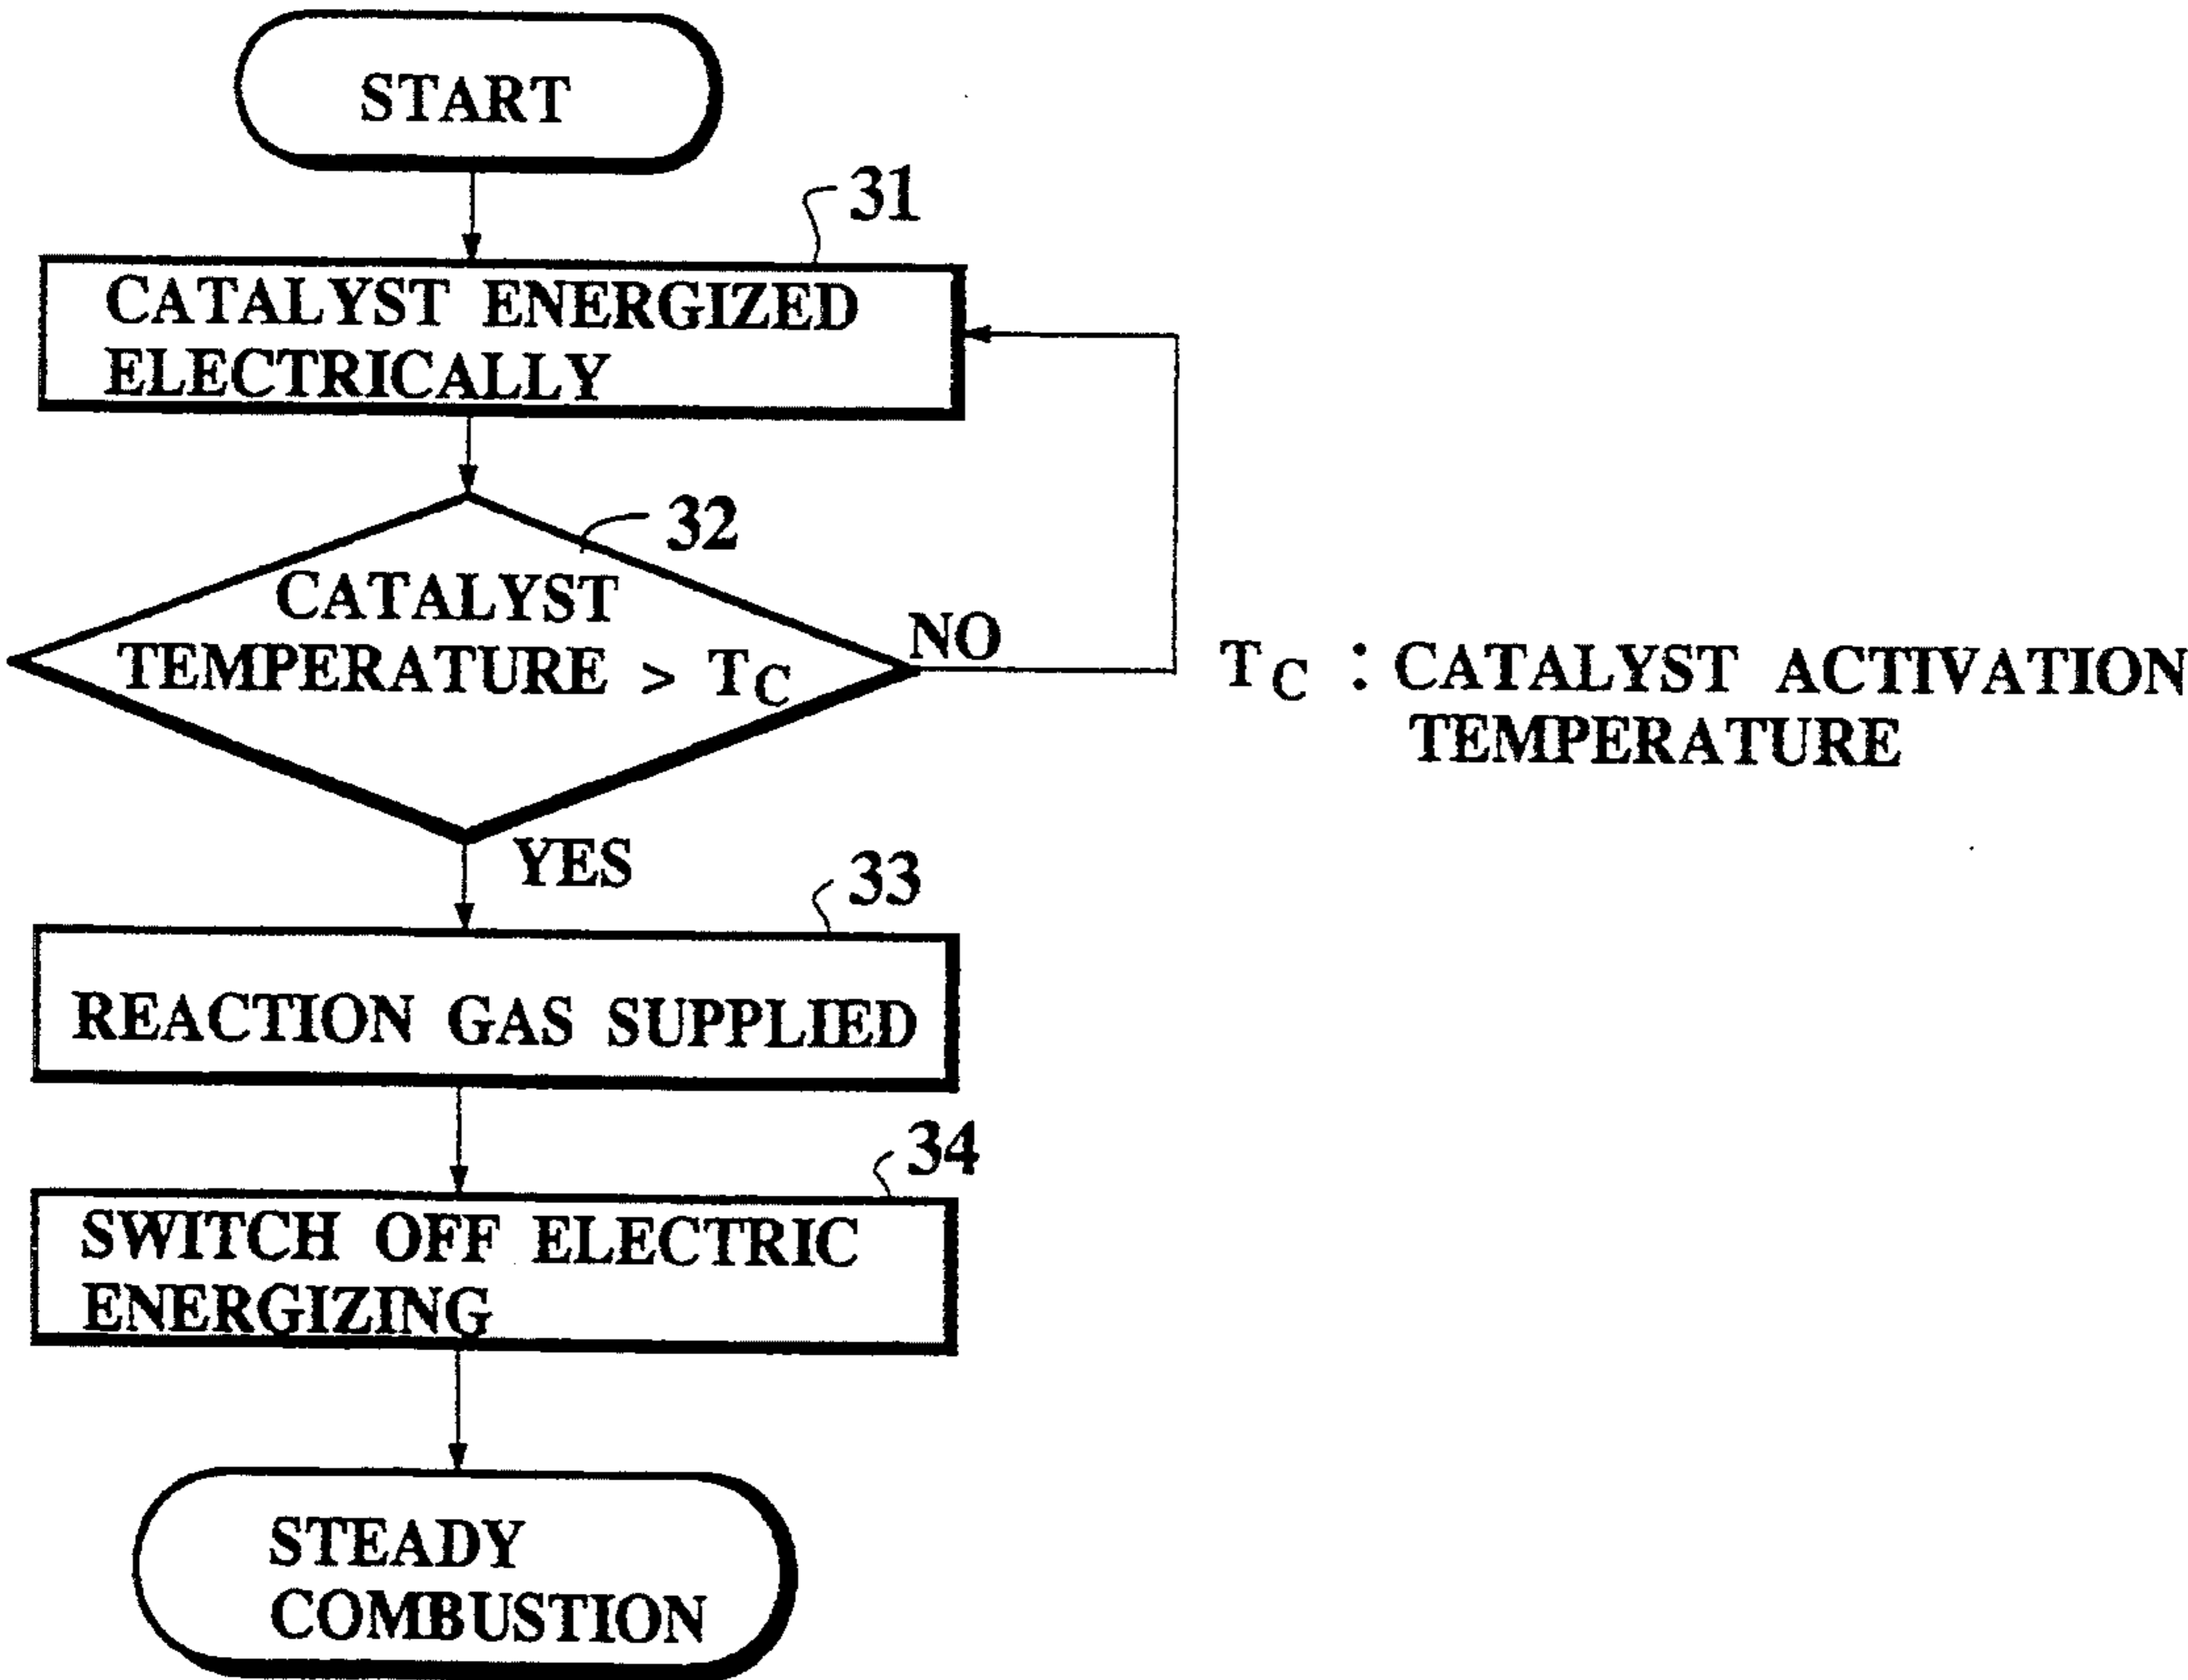 START
31
CATALYST ENERGIZED
ELECTRICALLY
32
CATALYST
TEMPERATURE > TC
NO
TC : CATALYST ACTIVATION
TEMPERATURE
YES
33
REACTION GAS SUPPLIED
34
SWITCH OFF ELECTRIC
ENERGIZING
STEADY
COMBUSTION